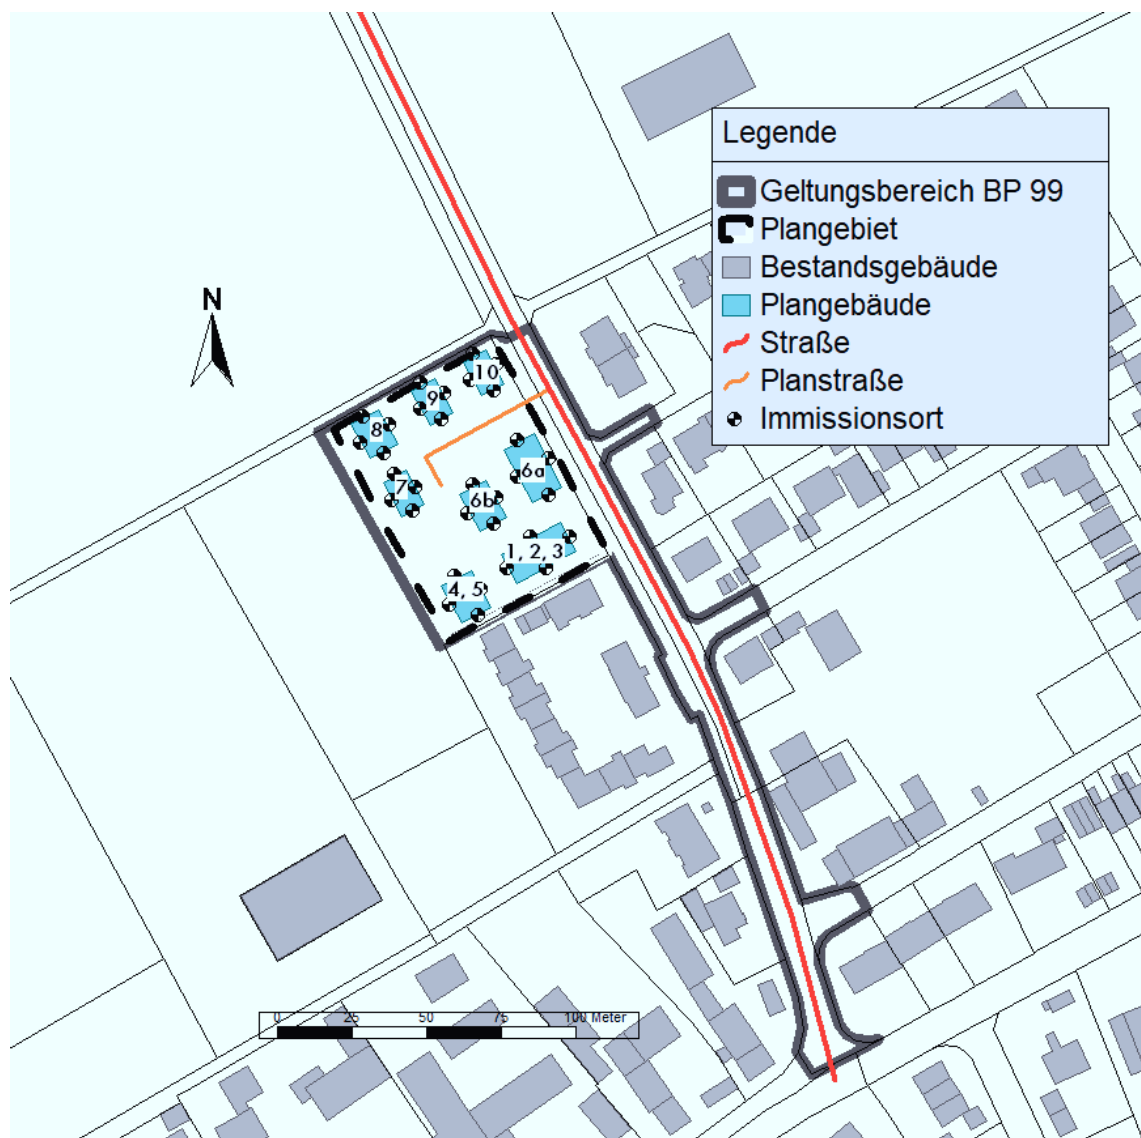 Legende
Geltungsbereich BP 99
Plangebiet
Bestandsgebäude
Plangebäude
Straße
Planstraße
Immissionsort
N
10
9
8
6a
7
6b
1, 2, 3
4, 5
0 25 50 75 100 Meter